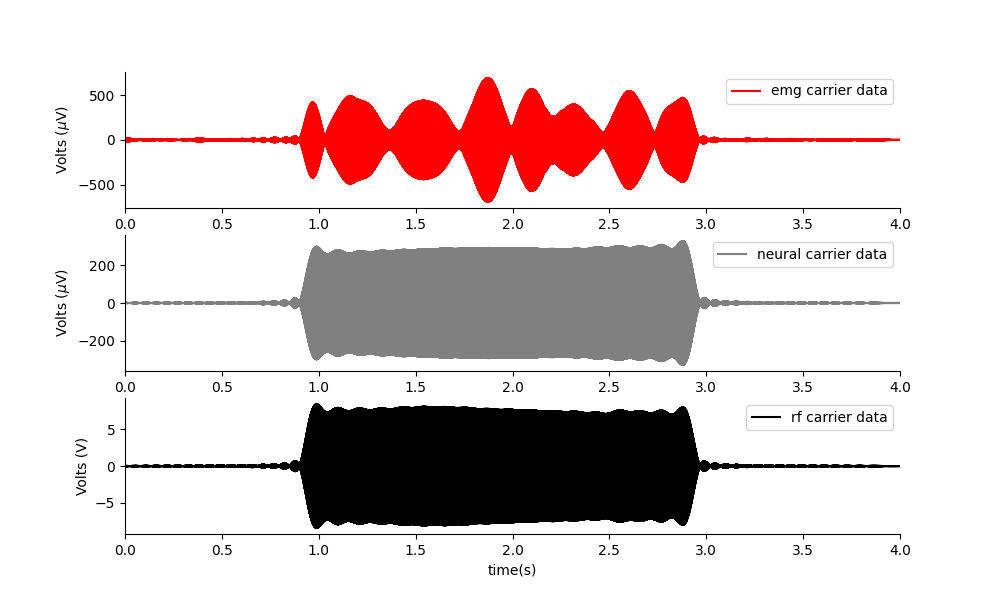 500
0
−500
Volts (μV)
emg carrier data
0.0 0.5 1.0 1.5 2.0 2.5 3.0 3.5 4.0
200
0
−200
Volts (μV)
neural carrier data
0.0 0.5 1.0 1.5 2.0 2.5 3.0 3.5 4.0
5
0
−5
Volts (V)
rf carrier data
0.0 0.5 1.0 1.5 2.0 2.5 3.0 3.5 4.0
time(s)